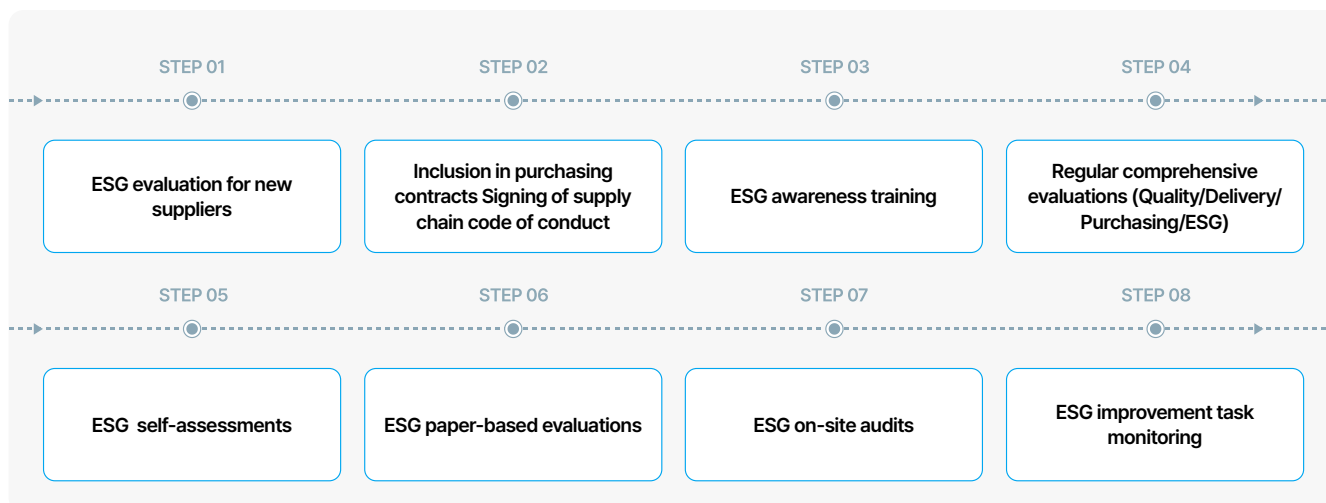 STEP 01
STEP 02
STEP 03
STEP 04
ESG evaluation for new
suppliers
Inclusion in purchasing
contracts Signing of supply
chain code of conduct
ESG awareness training
Regular comprehensive
evaluations (Quality/Delivery/
Purchasing/ESG)
STEP 05
STEP 06
STEP 07
STEP 08
ESG  self-assessments
ESG paper-based evaluations
ESG on-site audits
ESG improvement task
monitoring